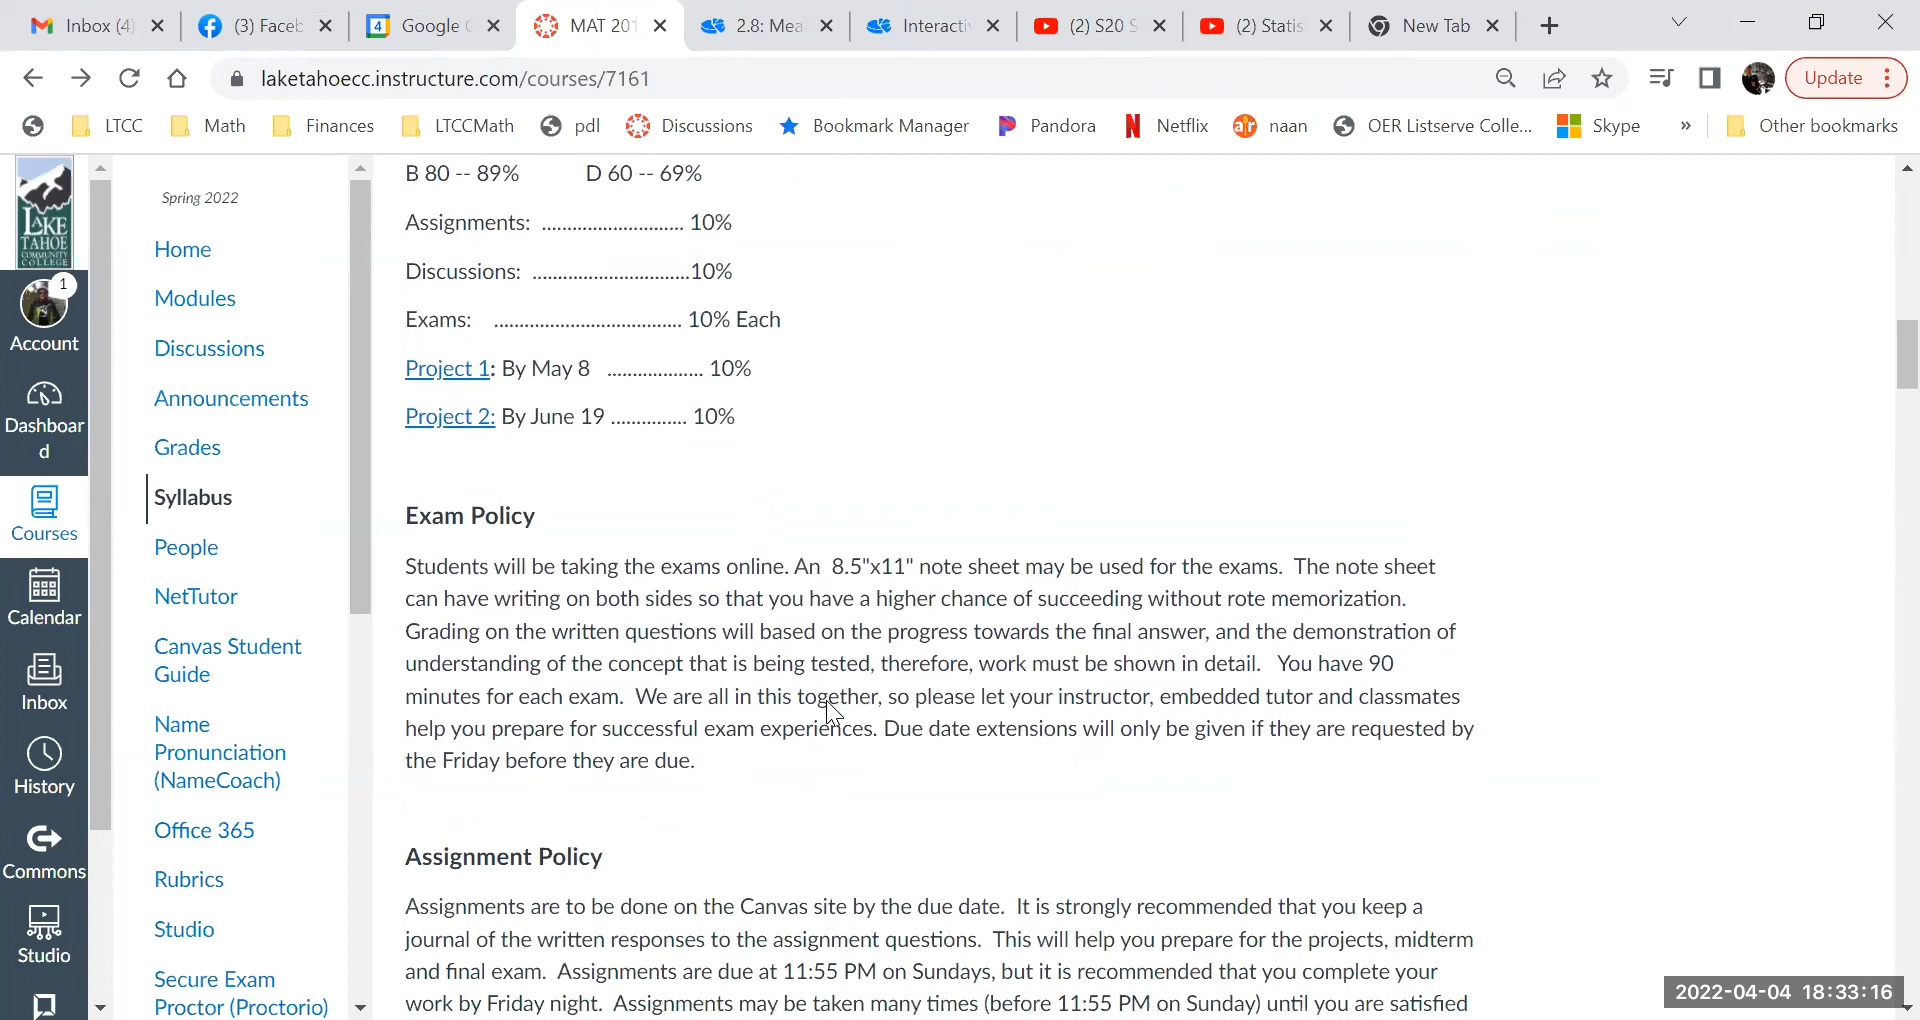 Inbox (4)
(3) Faceb
Google C
MAT 201
2.8: Mea
Interactiv
(2) S20 S
(2) Statis
New Tab
laketahoecc.instructure.com/courses/7161
Update
LTCC
Math
Finances
LTCCMath
pdl
Discussions
Bookmark Manager
Pandora
Netflix
naan
OER Listserve Colle...
Skype
»
Other bookmarks
LAKE
TAHOE
COMMUNITY
COLLEGE
1
Account
Dashboar
d
Courses
Calendar
Inbox
History
Commons
Studio
Spring 2022
Home
Modules
Discussions
Announcements
Grades
Syllabus
People
NetTutor
Canvas Student
Guide
Name
Pronunciation
(NameCoach)
Office 365
Rubrics
Studio
Secure Exam
Proctor (Proctorio)
B 80 -- 89% D 60 -- 69%
Assignments: ............................ 10%
Discussions: ...............................10%
Exams: ..................................... 10% Each
Project 1: By May 8 ................... 10%
Project 2: By June 19 ............... 10%
Exam Policy
Students will be taking the exams online. An 8.5"x11" note sheet may be used for the exams. The note sheet
can have writing on both sides so that you have a higher chance of succeeding without rote memorization.
Grading on the written questions will based on the progress towards the final answer, and the demonstration of
understanding of the concept that is being tested, therefore, work must be shown in detail. You have 90
minutes for each exam. We are all in this together, so please let your instructor, embedded tutor and classmates
help you prepare for successful exam experiences. Due date extensions will only be given if they are requested by
the Friday before they are due.
Assignment Policy
Assignments are to be done on the Canvas site by the due date. It is strongly recommended that you keep a
journal of the written responses to the assignment questions. This will help you prepare for the projects, midterm
and final exam. Assignments are due at 11:55 PM on Sundays, but it is recommended that you complete your
work by Friday night. Assignments may be taken many times (before 11:55 PM on Sunday) until you are satisfied
2022-04-04 18:33:16